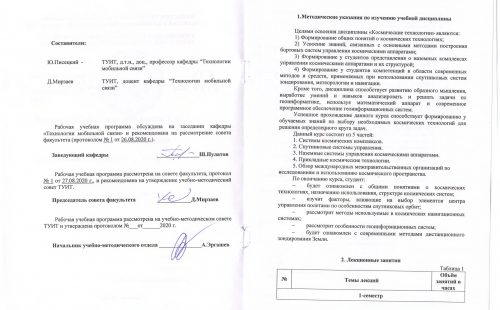 Составители:
Ю.Писецкий - ТУИТ, д.т.н., доц., профессор кафедры "Технологии
мобильной связи"
Д.Мирзаев ТУИТ, доцент кафедры "Технологии мобильной
связи"
Рабочая учебная программа обсуждена на заседании кафедры
«Технологии мобильной связи» и рекомендована на рассмотрение совета
факультета (протоколом № 1 от 26.08.2020 г.).
Заведующий кафедры Ш.Пулатов
Рабочая учебная программа рассмотрена на совете факультета, протокол
№ 1 от 27.08.2020 г., и рекомендована на утверждение учебно-методический
совет ТУИТ.
Председатель совета факультета Д.Мирзаев
Рабочая учебная программа рассмотрена на учебно-методическом совете
ТУИТ и утверждена протоколом № от 2020 г.
Начальник учебно-методического отдела А.Эргашев
1.Методические указания по изучению учебной дисциплины
Целями освоения дисциплины «Космические технологии» являются:
1) Формирование общих понятий о космических технологиях;
2) Усвоение знаний, связанных с основными методами построения
бортовых систем управления космическими аппаратами;
3) Формирование у студентов представления о наземных комплексах
управления космическими аппаратами и их структурой;
4) Формирование у студентов компетенций в области современных
методов и средств, применяемых при использовании спутниковых систем
зондирования, метеорологии и навигации.
Кроме того, дисциплина способствует развитию образного мышления,
выработке умений и навыков анализировать и решать задачи по
геоинформатике, используя математический аппарат и современное
программное обеспечение геоинформационных систем.
Успешное прохождение данного курса способствует формированию у
обучаемых знаний по выбору необходимых космических технологий для
решения определенного круга задач.
Данный курс состоит из 5 частей:
1. Системы космических комплексов.
2. Спутниковые системы управления.
3. Наземные системы управления космическими аппаратами.
4. Прикладные космические технологии.
5. Обзор международных межправительственных организаций по
исследованию и использованию космического пространства.
По окончании курса, студент:
– будет ознакомлен с общими понятиями о космических
технологиях, назначению использования, структуре космических систем;
– изучит факторы, влияющие на выбор элементов центра
управления полетами по особенностям спутниковых орбит;
– рассмотрит методы используемые в космических навигационных
системах;
– рассмотрит особенности геоинформационных систем;
– будет ознакомлен с современными методами дистанционного
зондирования Земли.
2. Лекционные занятия
Таблица 1
№ Темы лекций Объём
занятий в
часах
1-семестр